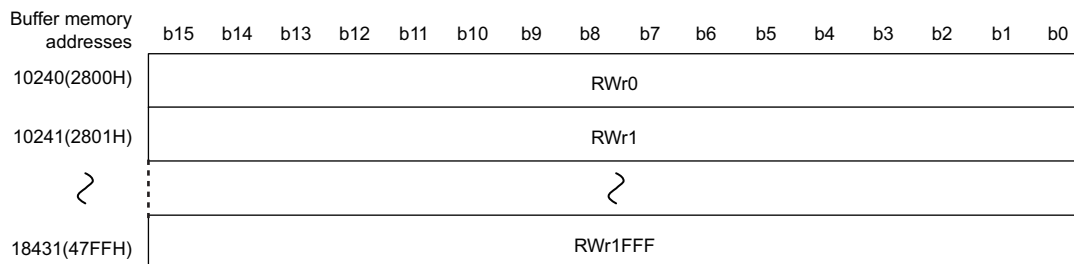 Buffer memory
addresses
b15 b14 b13 b12 b11 b10 b9 b8 b7 b6 b5 b4 b3 b2 b1 b0
10240(2800H) RWr0
10241(2801H) RWr1
18431(47FFH) RWr1FFF